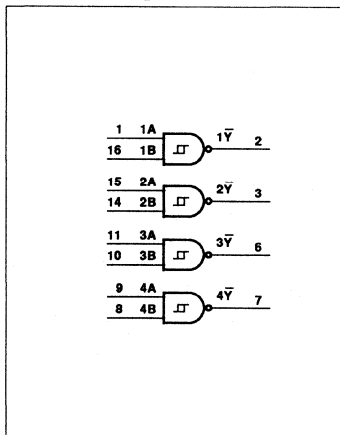 1 1A 1Y̅ 2
16 1B
15 2A 2Y̅ 3
14 2B
11 3A 3Y̅ 6
10 3B
9 4A 4Y̅ 7
8 4B